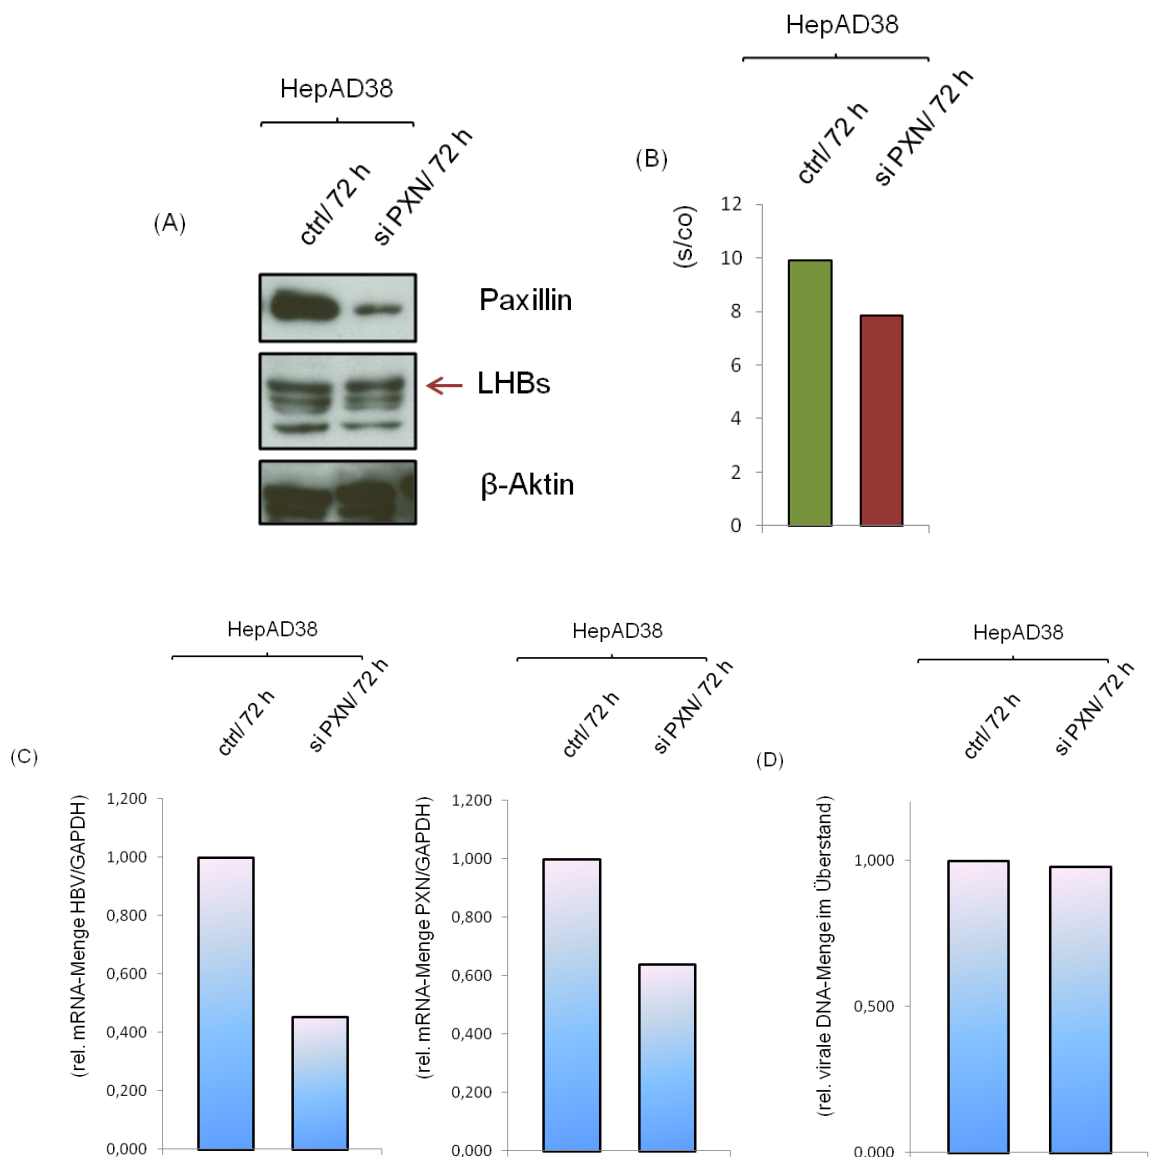 HepAD38
ctrl/ 72 h
si PXN/ 72 h
(A)
Paxillin
LHBs
β-Aktin
HepAD38
ctrl/ 72 h
si PXN/ 72 h
(B)
(s/co)
12
10
8
6
4
2
0
HepAD38
ctrl/ 72 h
si PXN/ 72 h
(C)
(rel. mRNA-Menge HBV/GAPDH)
1,200
1,000
0,800
0,600
0,400
0,200
0,000
HepAD38
ctrl/ 72 h
si PXN/ 72 h
(rel. mRNA-Menge PXN/GAPDH)
1,200
1,000
0,800
0,600
0,400
0,200
0,000
HepAD38
ctrl/ 72 h
si PXN/ 72 h
(D)
(rel. virale DNA-Menge im Überstand)
1,000
0,500
0,000